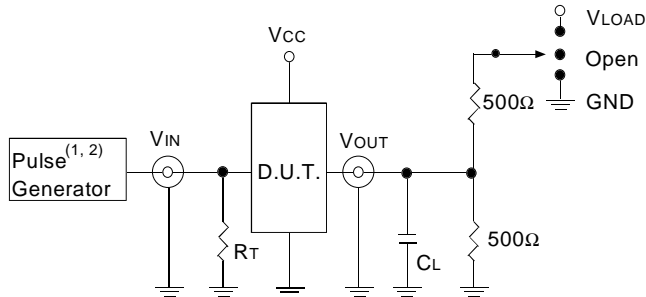 VLOAD
VCC
Open
500Ω
GND
VIN
VOUT
Pulse(1, 2)
Generator
D.U.T.
RT
CL
500Ω